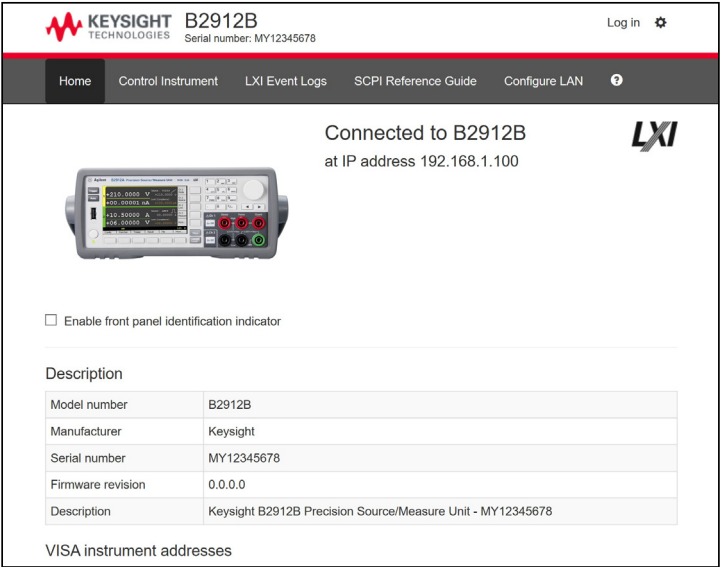 KEYSIGHT
TECHNOLOGIES
B2912B
Serial number: MY12345678
Log in
Home Control Instrument LXI Event Logs SCPI Reference Guide Configure LAN ?
Connected to B2912B
LXI
at IP address 192.168.1.100
Agilent
+210.0000 V
+00.00001 nA
+10.50000 A
+06.00000 V
Enable front panel identification indicator
Description
Model number B2912B
Manufacturer Keysight
Serial number MY12345678
Firmware revision 0.0.0.0
Description Keysight B2912B Precision Source/Measure Unit - MY12345678
VISA instrument addresses